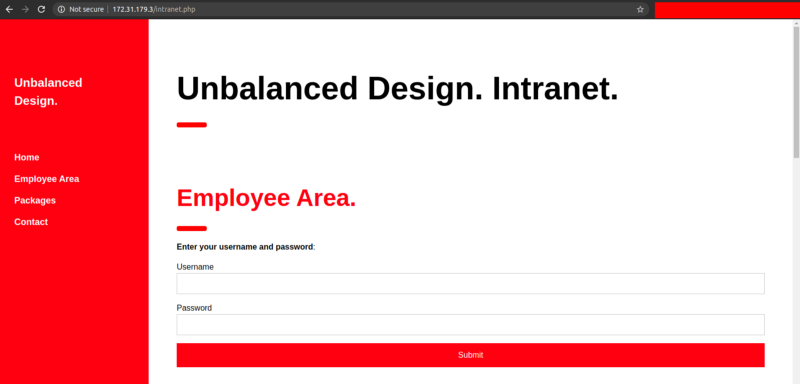 Not secure | 172.31.179.3/intranet.php
Unbalanced
Design.
Home
Employee Area
Packages
Contact
Unbalanced Design. Intranet.
Employee Area.
Enter your username and password:
Username
Password
Submit